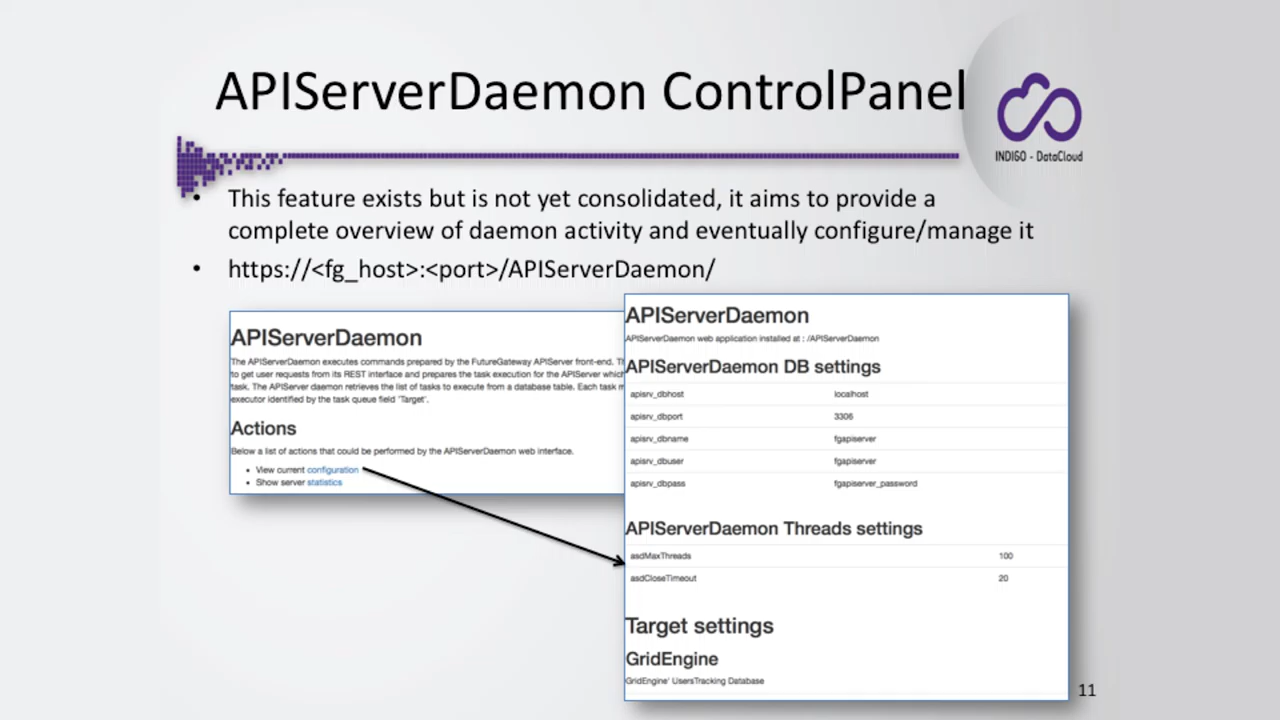 APIServerDaemon ControlPanel
INDIGO - DataCloud
• This feature exists but is not yet consolidated, it aims to provide a
complete overview of daemon activity and eventually configure/manage it
• https://<fg_host>:<port>/APIServerDaemon/
APIServerDaemon
The APIServerDaemon executes commands prepared by the FutureGateway APIServer front-end.
to get user requests from its REST interface and prepares the task execution for the APIServer which
task. The APIServer daemon retrieves the list of tasks to execute from a database table. Each task
executor identified by the task queue field 'Target'.
Actions
Below a list of actions that could be performed by the APIServerDaemon web interface.
• View current configuration
• Show server statistics
APIServerDaemon
APIServerDaemon web application installed at : /APIServerDaemon
APIServerDaemon DB settings
apisrv_dbhost localhost
apisrv_dbport 3306
apisrv_dbname fgapiserver
apisrv_dbuser fgapiserver
apisrv_dbpass fgapiserver_password
APIServerDaemon Threads settings
asdMaxThreads 100
asdCloseTimeout 20
Target settings
GridEngine
GridEngine' UsersTracking Database
11